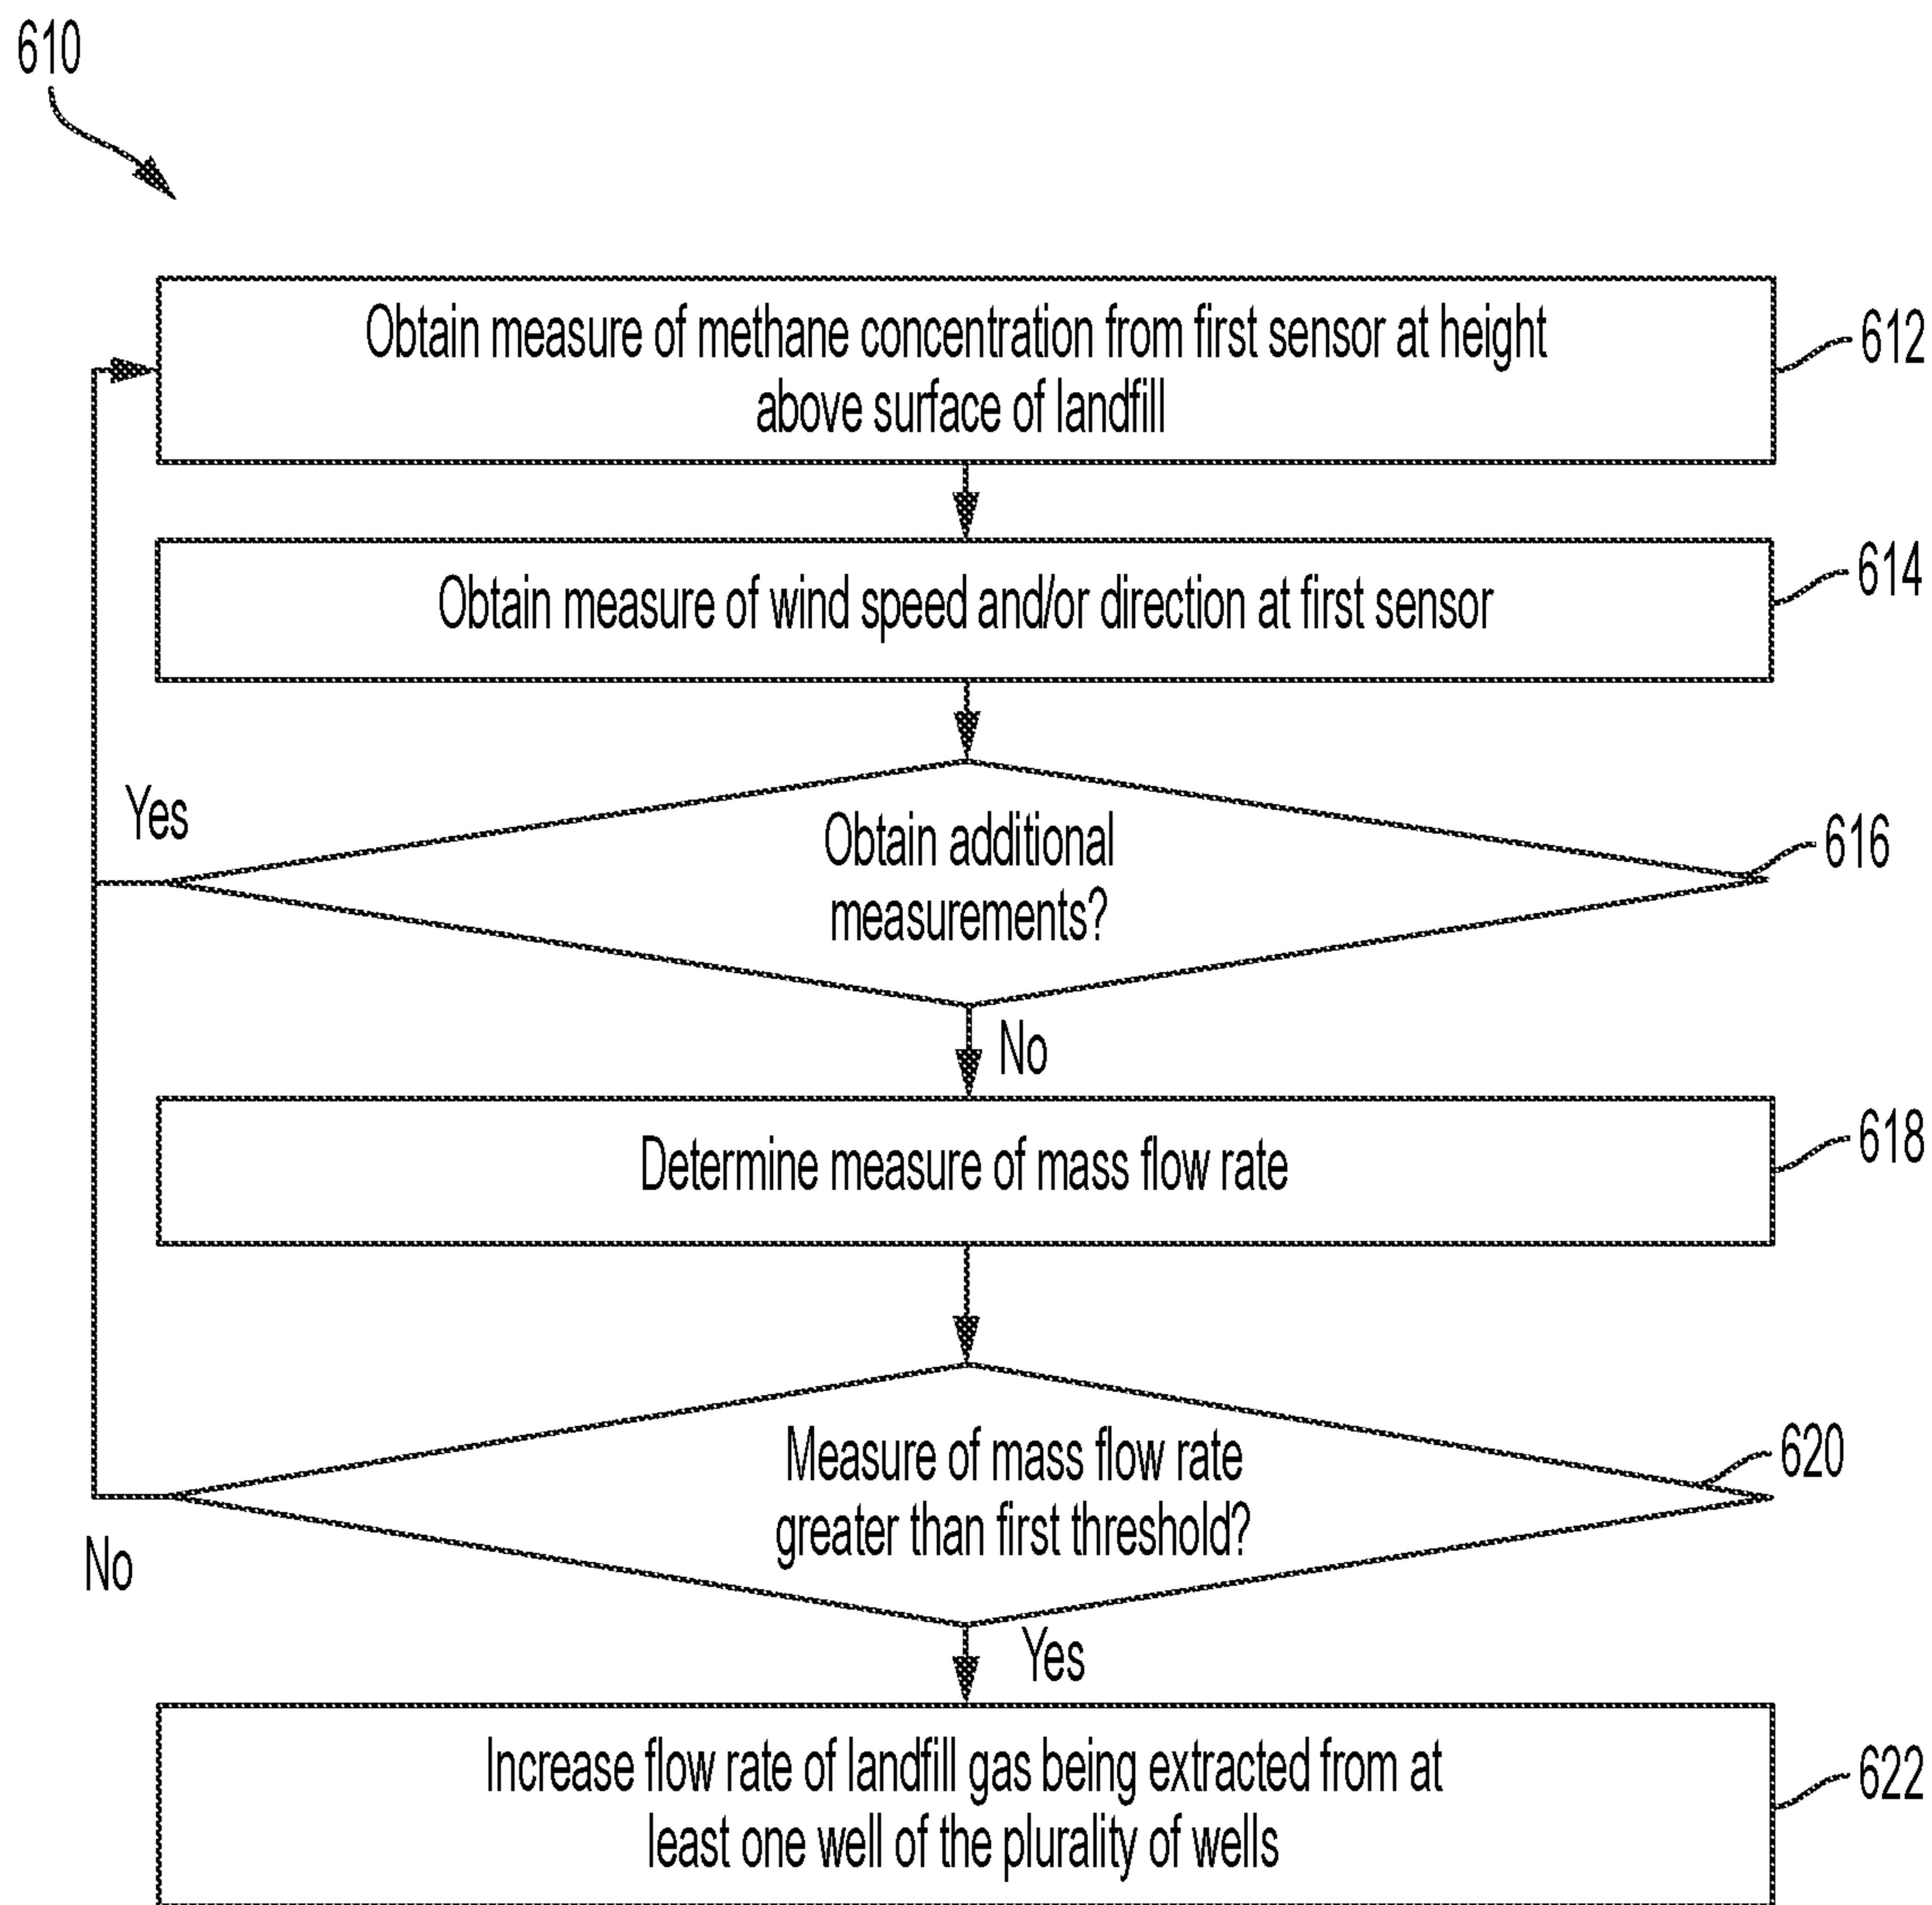 610
Obtain measure of methane concentration from first sensor at height
above surface of landfill
612
Obtain measure of wind speed and/or direction at first sensor
614
Yes
Obtain additional
measurements?
616
No
Determine measure of mass flow rate
618
Measure of mass flow rate
greater than first threshold?
620
No
Yes
Increase flow rate of landfill gas being extracted from at
least one well of the plurality of wells
622